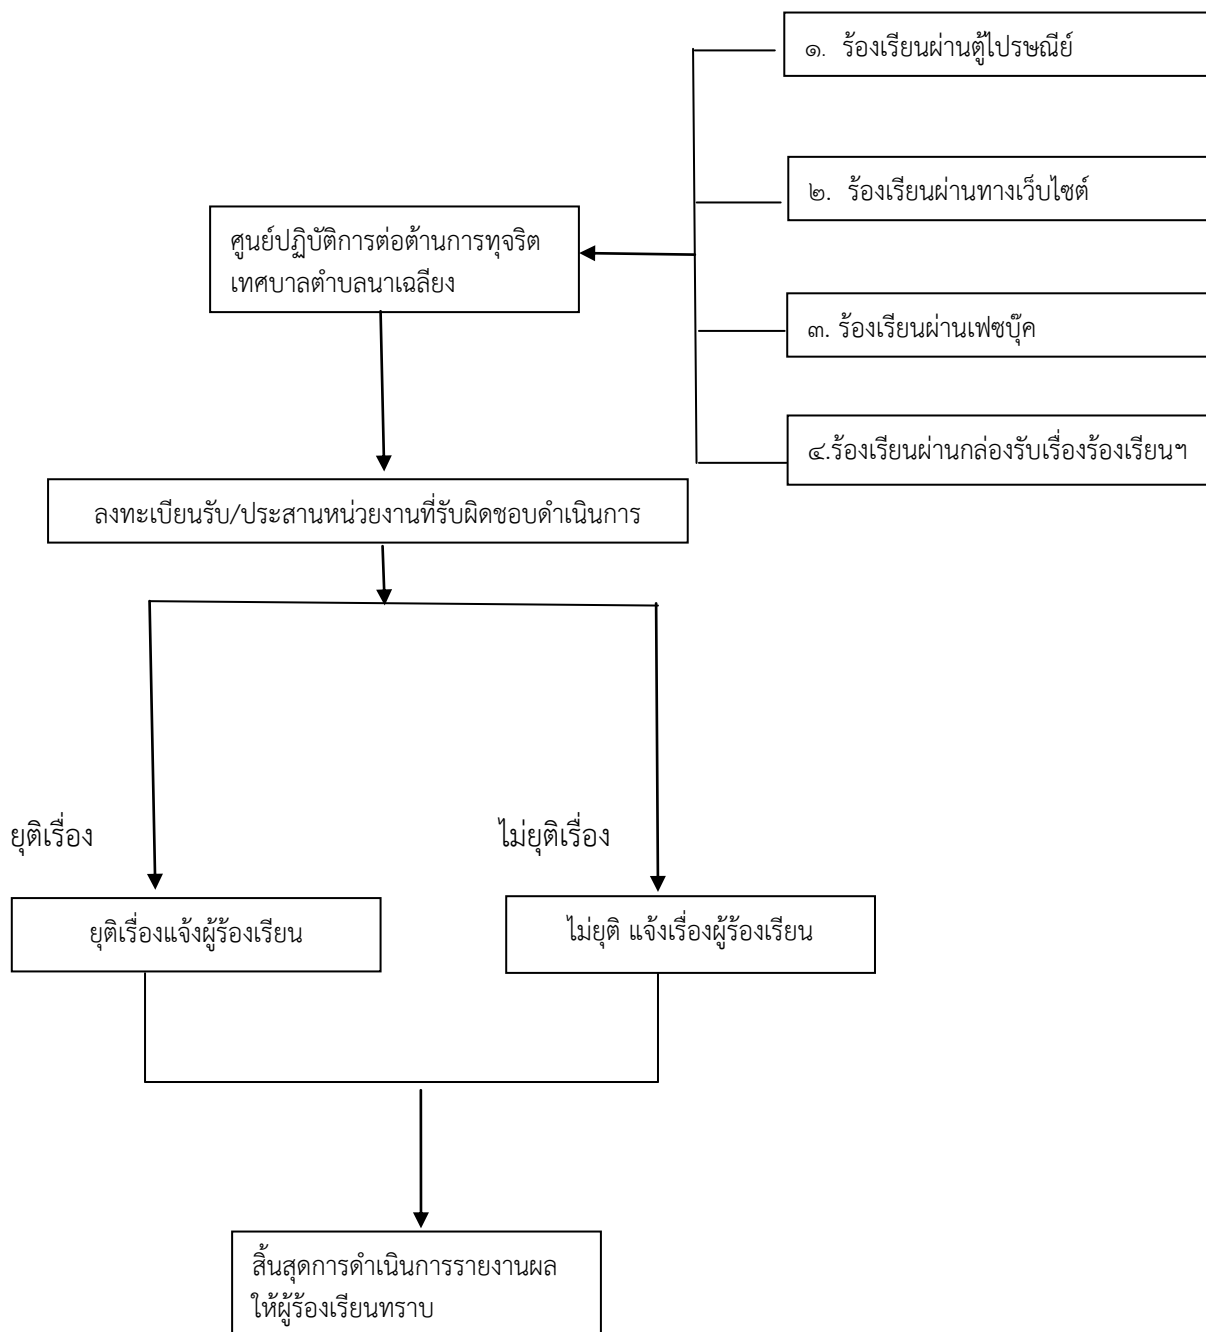 ๑. ร้องเรียนผ่านตู้ไปรษณีย์
๒. ร้องเรียนผ่านทางเว็บไซต์
ศูนย์ปฏิบัติการต่อต้านการทุจริต
เทศบาลตำบลนาเฉลียง
๓. ร้องเรียนผ่านเฟซบุ๊ค
๔.ร้องเรียนผ่านกล่องรับเรื่องร้องเรียนฯ
ลงทะเบียนรับ/ประสานหน่วยงานที่รับผิดชอบดำเนินการ
ยุติเรื่อง
ไม่ยุติเรื่อง
ยุติเรื่องแจ้งผู้ร้องเรียน
ไม่ยุติ แจ้งเรื่องผู้ร้องเรียน
สิ้นสุดการดำเนินการรายงานผล
ให้ผู้ร้องเรียนทราบ